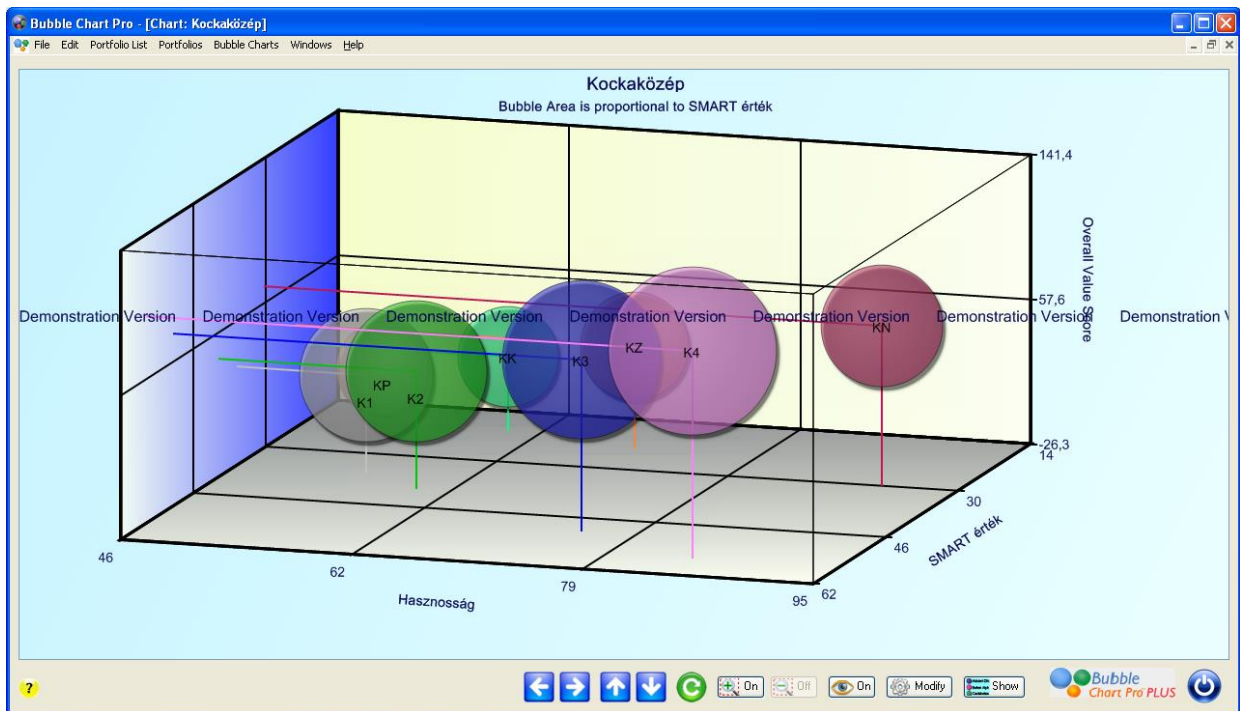 Bubble Chart Pro - [Chart: Kockaközép]
File Edit Portfolio List Portfolios Bubble Charts Windows Help
Kockaközép
Bubble Area is proportional to SMART érték
141,4
Overall Value Score
57,6
Demonstration Version Demonstration Version Demonstration Version Demonstration Version Demonstration Version Demonstration Version Demonstration V
KN
KZ
K4
KK
K3
KP
K1
K2
-26,3
14
30
46
SMART érték
62
46
62
79
95
Hasznosság
? On Off On Modify Show
Bubble
Chart Pro PLUS